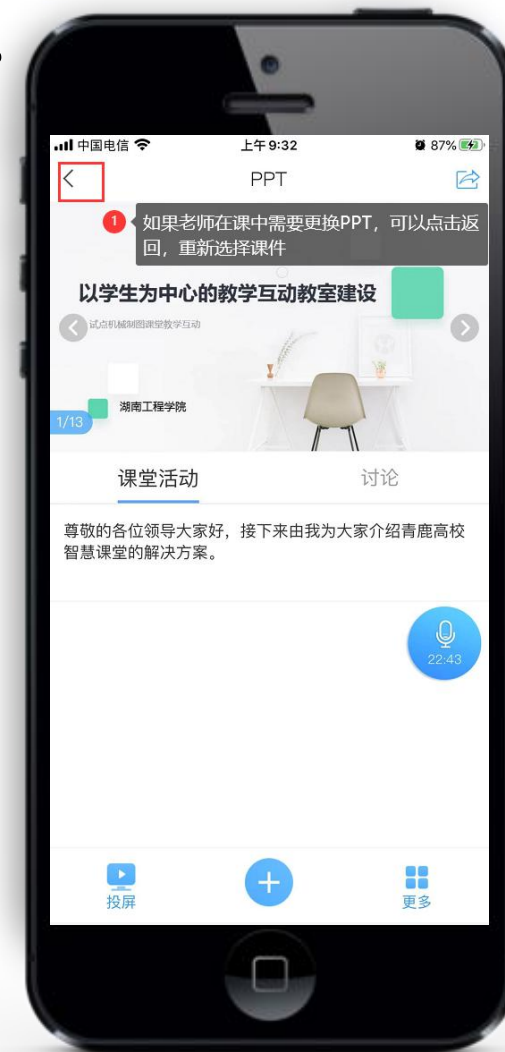 中国电信
上午 9:32
87%
PPT
1
如果老师在课中需要更换PPT，可以点击返
回，重新选择课件
以学生为中心的教学互动教室建设
试点机械制图课堂教学互动
湖南工程学院
1/13
课堂活动
讨论
尊敬的各位领导大家好，接下来由我为大家介绍青鹿高校
智慧课堂的解决方案。
22:43
投屏
更多